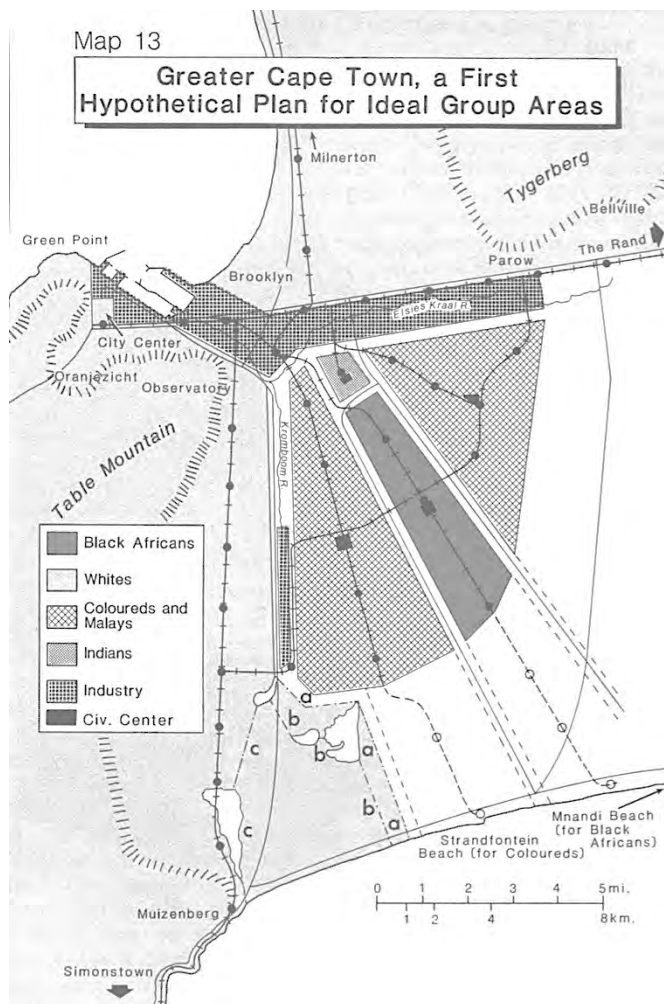 Map 13
Greater Cape Town, a First
Hypothetical Plan for Ideal Group Areas
Milnerton
Tygerberg
Bellville
Green Point
The Rand
Parow
Brooklyn
Elsies Kraal R.
City Center
Oranjezicht
Observatory
Kromboom R.
Table Mountain
Black Africans
Whites
Coloureds and
Malays
Indians
Industry
Civ. Center
a
b
c
b
a
b
c
a
Mnandi Beach
(for Black
Africans)
Strandfontein
Beach (for Coloureds)
Muizenberg
0 1 2 3 4 5mi.
1 2 4 8km.
Simonstown